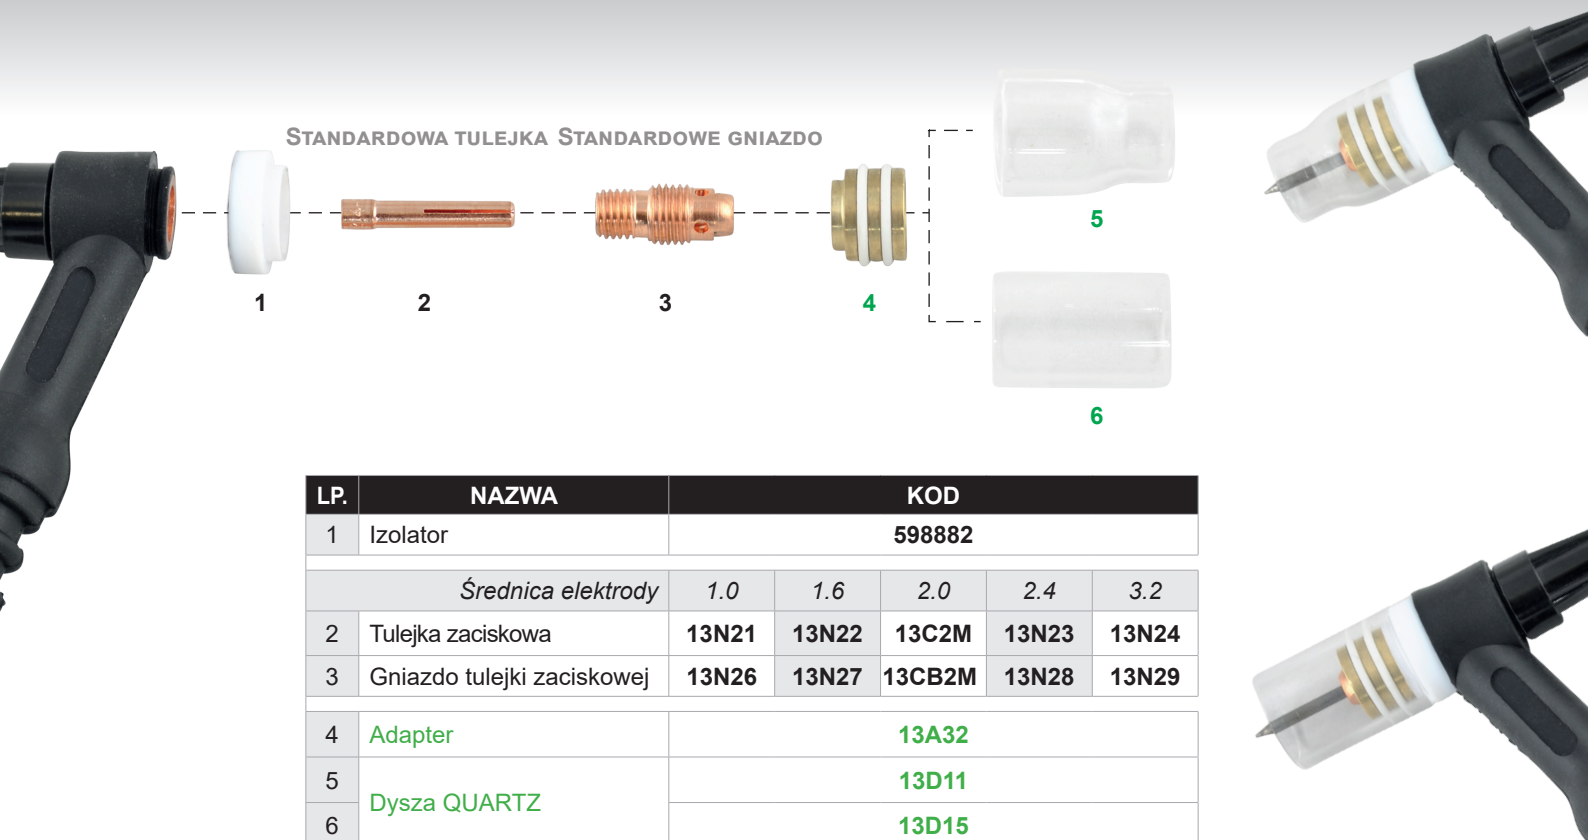 STANDARDOWA TULEJKA STANDARDOWE GNIAZDO
5
1 2 3 4
6
LP. NAZWA KOD
1 Izolator 598882
Średnica elektrody 1.0 1.6 2.0 2.4 3.2
2 Tulejka zaciskowa 13N21 13N22 13C2M 13N23 13N24
3 Gniazdo tulejki zaciskowej 13N26 13N27 13CB2M 13N28 13N29
4 Adapter 13A32
5 13D11
Dysza QUARTZ
6 13D15